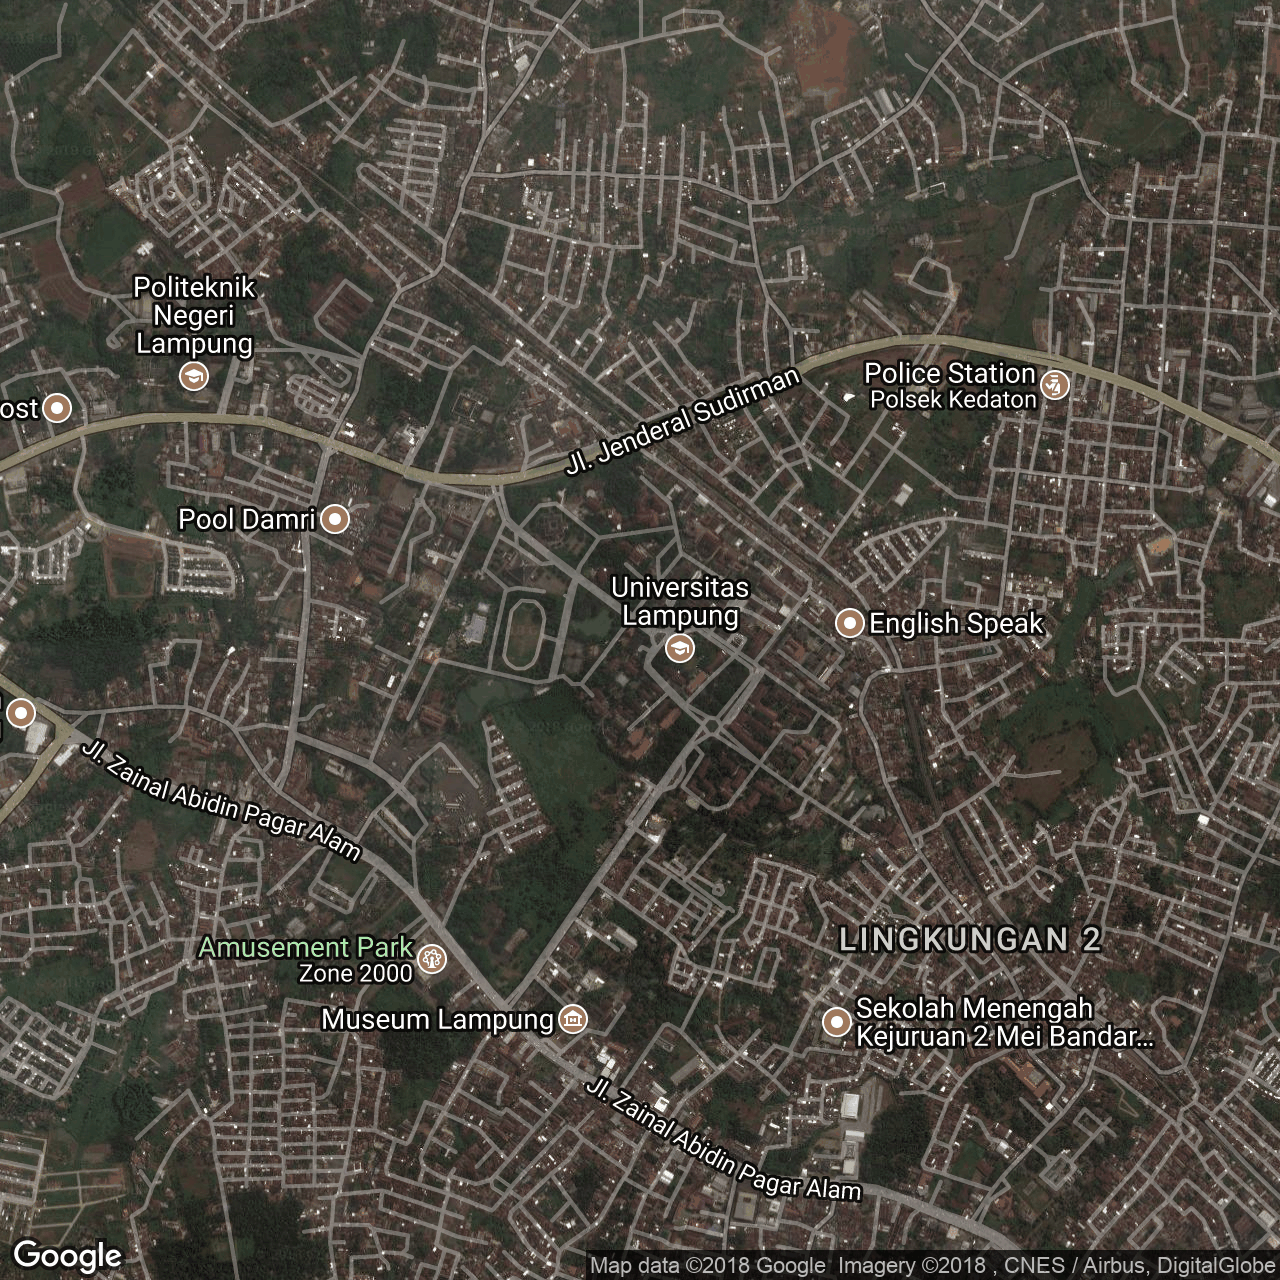 Politeknik
Negeri
Lampung
ost
Jl. Jenderal Sudirman
Police Station
Polsek Kedaton
Pool Damri
Universitas
Lampung
English Speak
Jl. Zainal Abidin Pagar Alam
LINGKUNGAN 2
Amusement Park
Zone 2000
Museum Lampung
Sekolah Menengah
Kejuruan 2 Mei Bandar...
Jl. Zainal Abidin Pagar Alam
Google
Map data ©2018 Google Imagery ©2018 , CNES / Airbus, DigitalGlobe